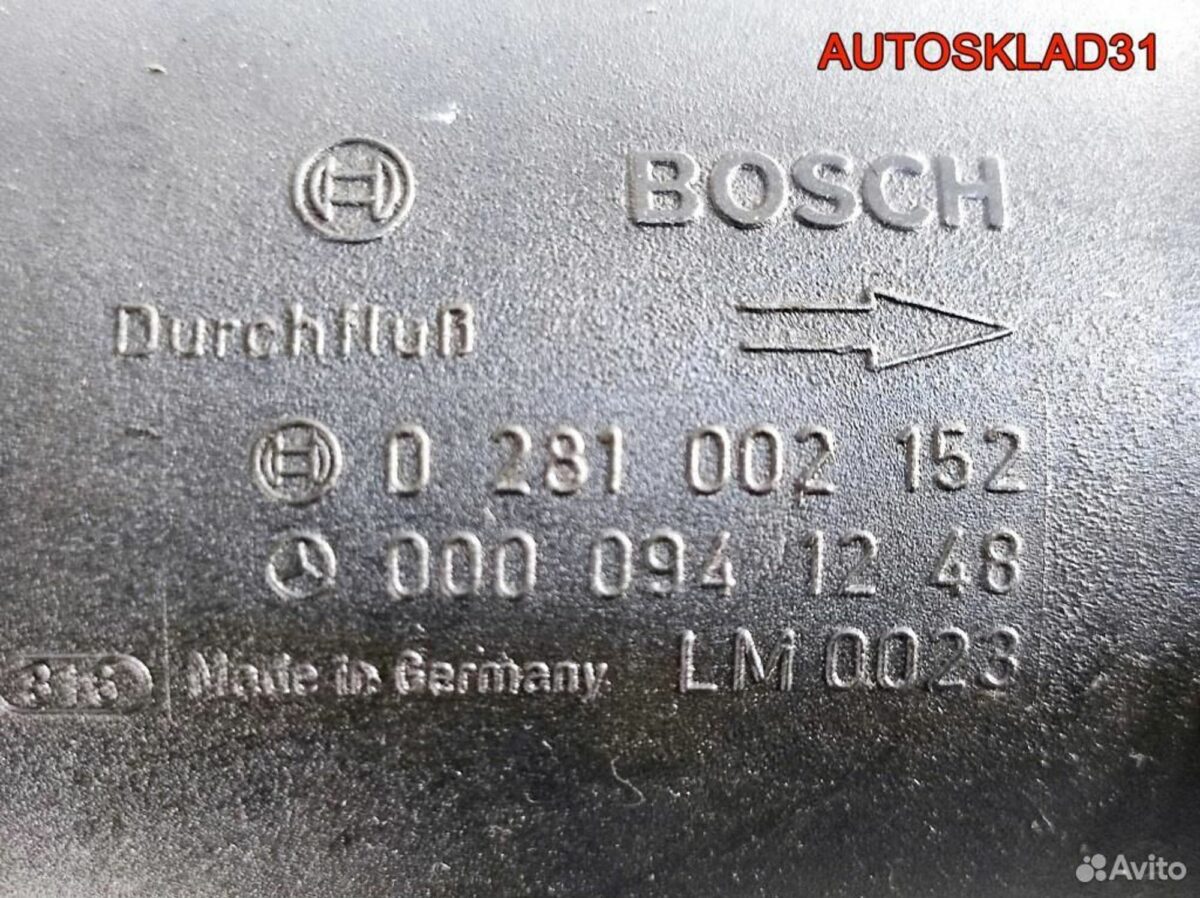 AUTOSKLAD31
BOSCH
Durchfluß
0 281 002 152
000 094 12 48
Made in Germany LM 0023
Avito